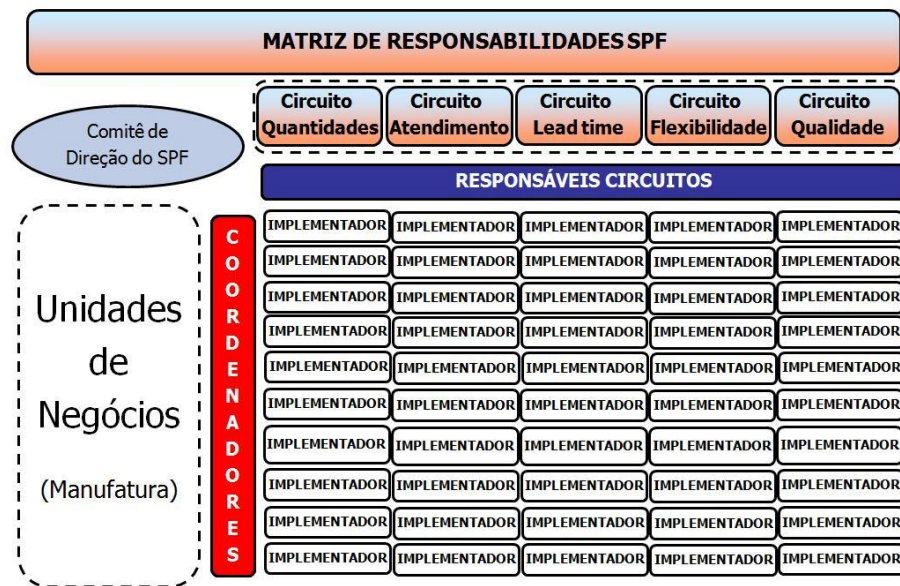 MATRIZ DE RESPONSABILIDADES SPF
Comitê de
Direção do SPF
Circuito
Quantidades
Circuito
Atendimento
Circuito
Lead time
Circuito
Flexibilidade
Circuito
Qualidade
RESPONSÁVEIS CIRCUITOS
Unidades
de
Negócios
(Manufatura)
COORDENADORES
IMPLEMENTADOR IMPLEMENTADOR IMPLEMENTADOR IMPLEMENTADOR IMPLEMENTADOR
IMPLEMENTADOR IMPLEMENTADOR IMPLEMENTADOR IMPLEMENTADOR IMPLEMENTADOR
IMPLEMENTADOR IMPLEMENTADOR IMPLEMENTADOR IMPLEMENTADOR IMPLEMENTADOR
IMPLEMENTADOR IMPLEMENTADOR IMPLEMENTADOR IMPLEMENTADOR IMPLEMENTADOR
IMPLEMENTADOR IMPLEMENTADOR IMPLEMENTADOR IMPLEMENTADOR IMPLEMENTADOR
IMPLEMENTADOR IMPLEMENTADOR IMPLEMENTADOR IMPLEMENTADOR IMPLEMENTADOR
IMPLEMENTADOR IMPLEMENTADOR IMPLEMENTADOR IMPLEMENTADOR IMPLEMENTADOR
IMPLEMENTADOR IMPLEMENTADOR IMPLEMENTADOR IMPLEMENTADOR IMPLEMENTADOR
IMPLEMENTADOR IMPLEMENTADOR IMPLEMENTADOR IMPLEMENTADOR IMPLEMENTADOR
IMPLEMENTADOR IMPLEMENTADOR IMPLEMENTADOR IMPLEMENTADOR IMPLEMENTADOR